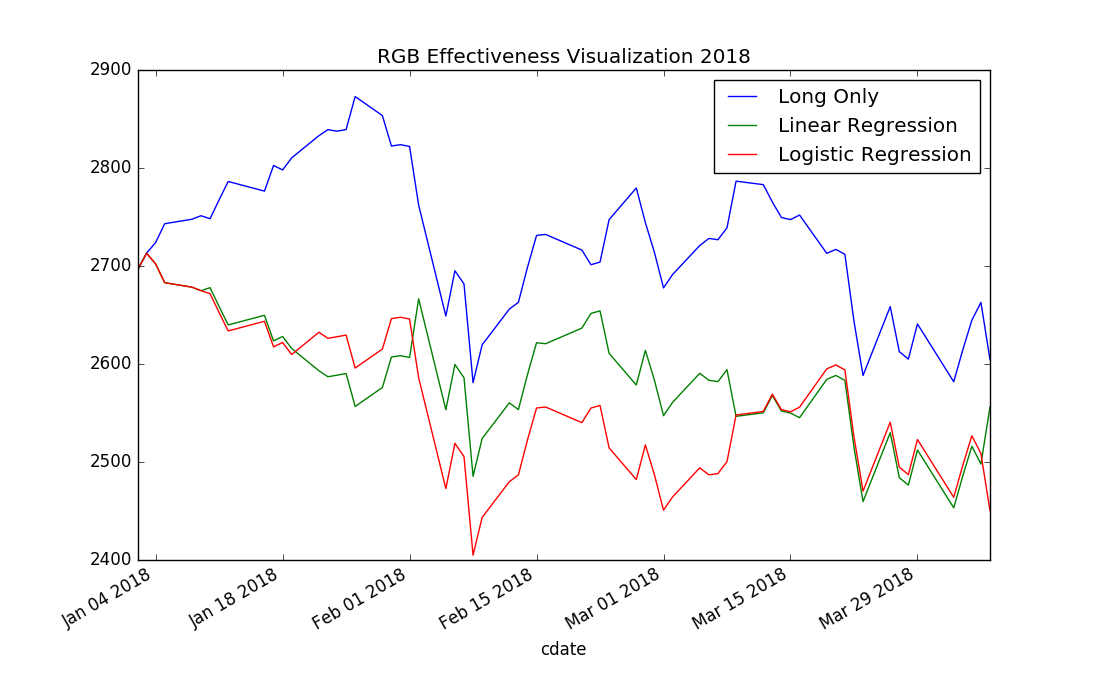 RGB Effectiveness Visualization 2018
2900
2800
2700
2600
2500
2400
Long Only
Linear Regression
Logistic Regression
Jan 04 2018
Jan 18 2018
Feb 01 2018
Feb 15 2018
Mar 01 2018
Mar 15 2018
Mar 29 2018
cdate